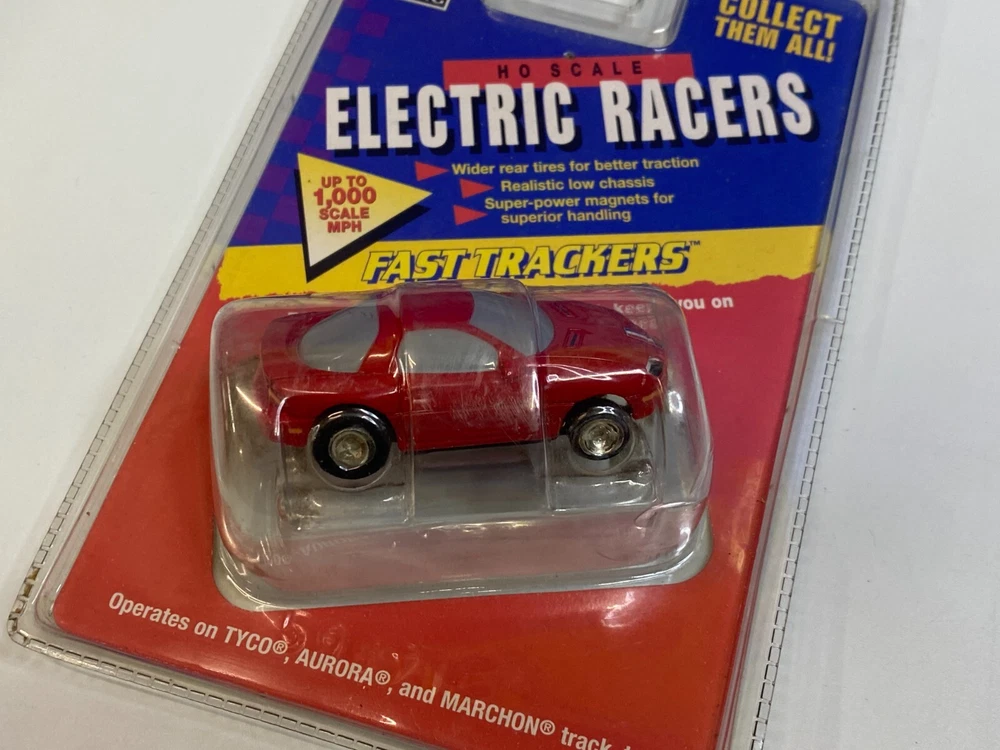 COLLECT
THEM ALL!
HO SCALE
ELECTRIC RACERS
Wider rear tires for better traction
Realistic low chassis
Super-power magnets for
superior handling
UP TO
1,000
SCALE
MPH
FAST TRACKERS™
you on
Operates on TYCO®, AURORA®, and MARCHON® track